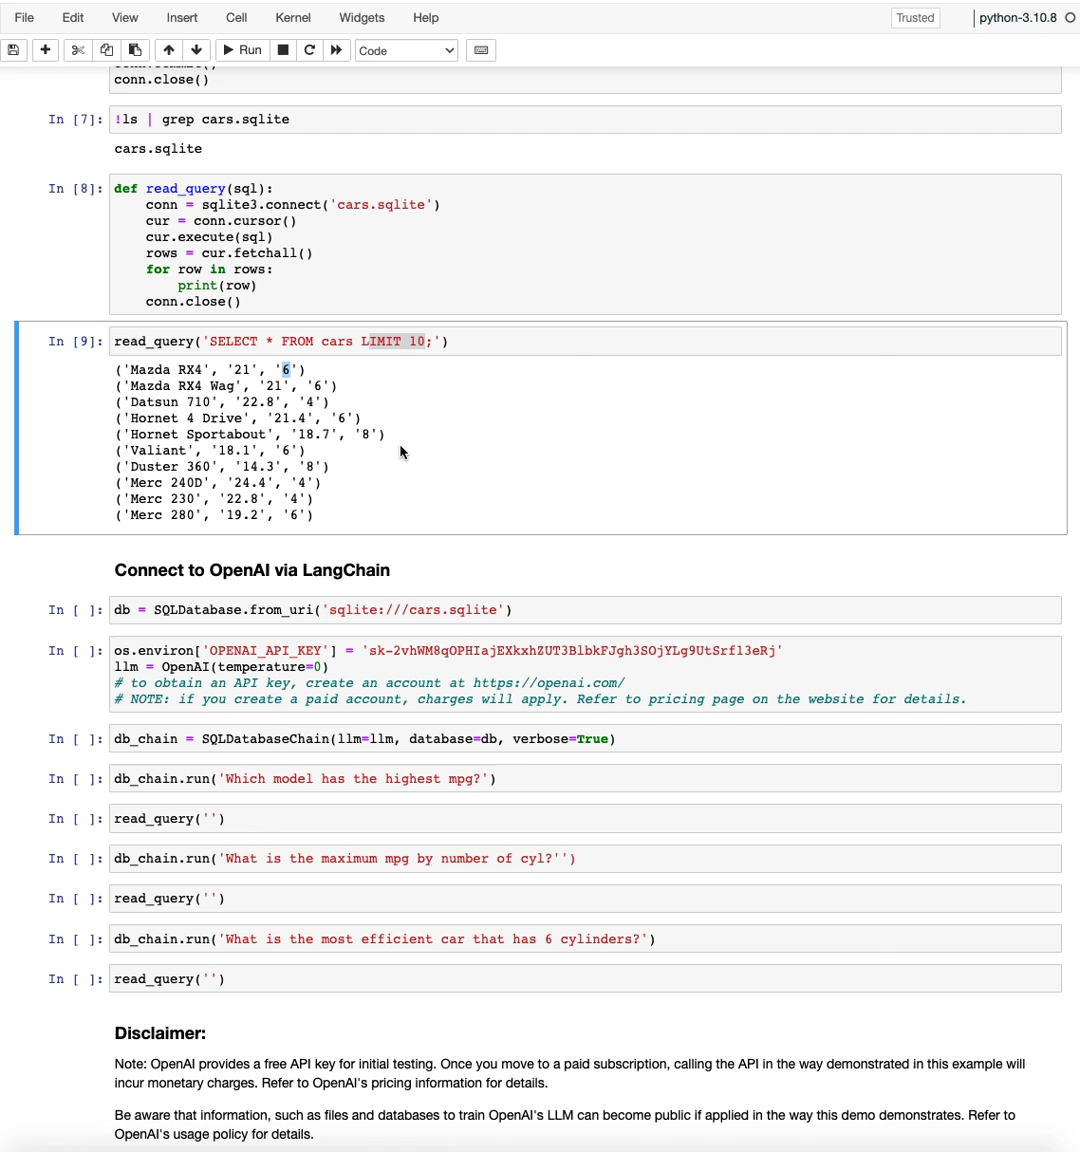 File Edit View Insert Cell Kernel Widgets Help Trusted python-3.10.8
Run Code
conn.close()
In [7]: !ls | grep cars.sqlite
cars.sqlite
In [8]: def read_query(sql):
conn = sqlite3.connect('cars.sqlite')
cur = conn.cursor()
cur.execute(sql)
rows = cur.fetchall()
for row in rows:
print(row)
conn.close()
In [9]: read_query('SELECT * FROM cars LIMIT 10;')
('Mazda RX4', '21', '6')
('Mazda RX4 Wag', '21', '6')
('Datsun 710', '22.8', '4')
('Hornet 4 Drive', '21.4', '6')
('Hornet Sportabout', '18.7', '8')
('Valiant', '18.1', '6')
('Duster 360', '14.3', '8')
('Merc 240D', '24.4', '4')
('Merc 230', '22.8', '4')
('Merc 280', '19.2', '6')
Connect to OpenAI via LangChain
In [ ]: db = SQLDatabase.from_uri('sqlite:///cars.sqlite')
In [ ]: os.environ['OPENAI_API_KEY'] = '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'
llm = OpenAI(temperature=0)
# to obtain an API key, create an account at https://openai.com/
# NOTE: if you create a paid account, charges will apply. Refer to pricing page on the website for details.
In [ ]: db_chain = SQLDatabaseChain(llm=llm, database=db, verbose=True)
In [ ]: db_chain.run('Which model has the highest mpg?')
In [ ]: read_query('')
In [ ]: db_chain.run('What is the maximum mpg by number of cyl?'')
In [ ]: read_query('')
In [ ]: db_chain.run('What is the most efficient car that has 6 cylinders?')
In [ ]: read_query('')
Disclaimer:
Note: OpenAI provides a free API key for initial testing. Once you move to a paid subscription, calling the API in the way demonstrated in this example will
incur monetary charges. Refer to OpenAI's pricing information for details.
Be aware that information, such as files and databases to train OpenAI's LLM can become public if applied in the way this demo demonstrates. Refer to
OpenAI's usage policy for details.